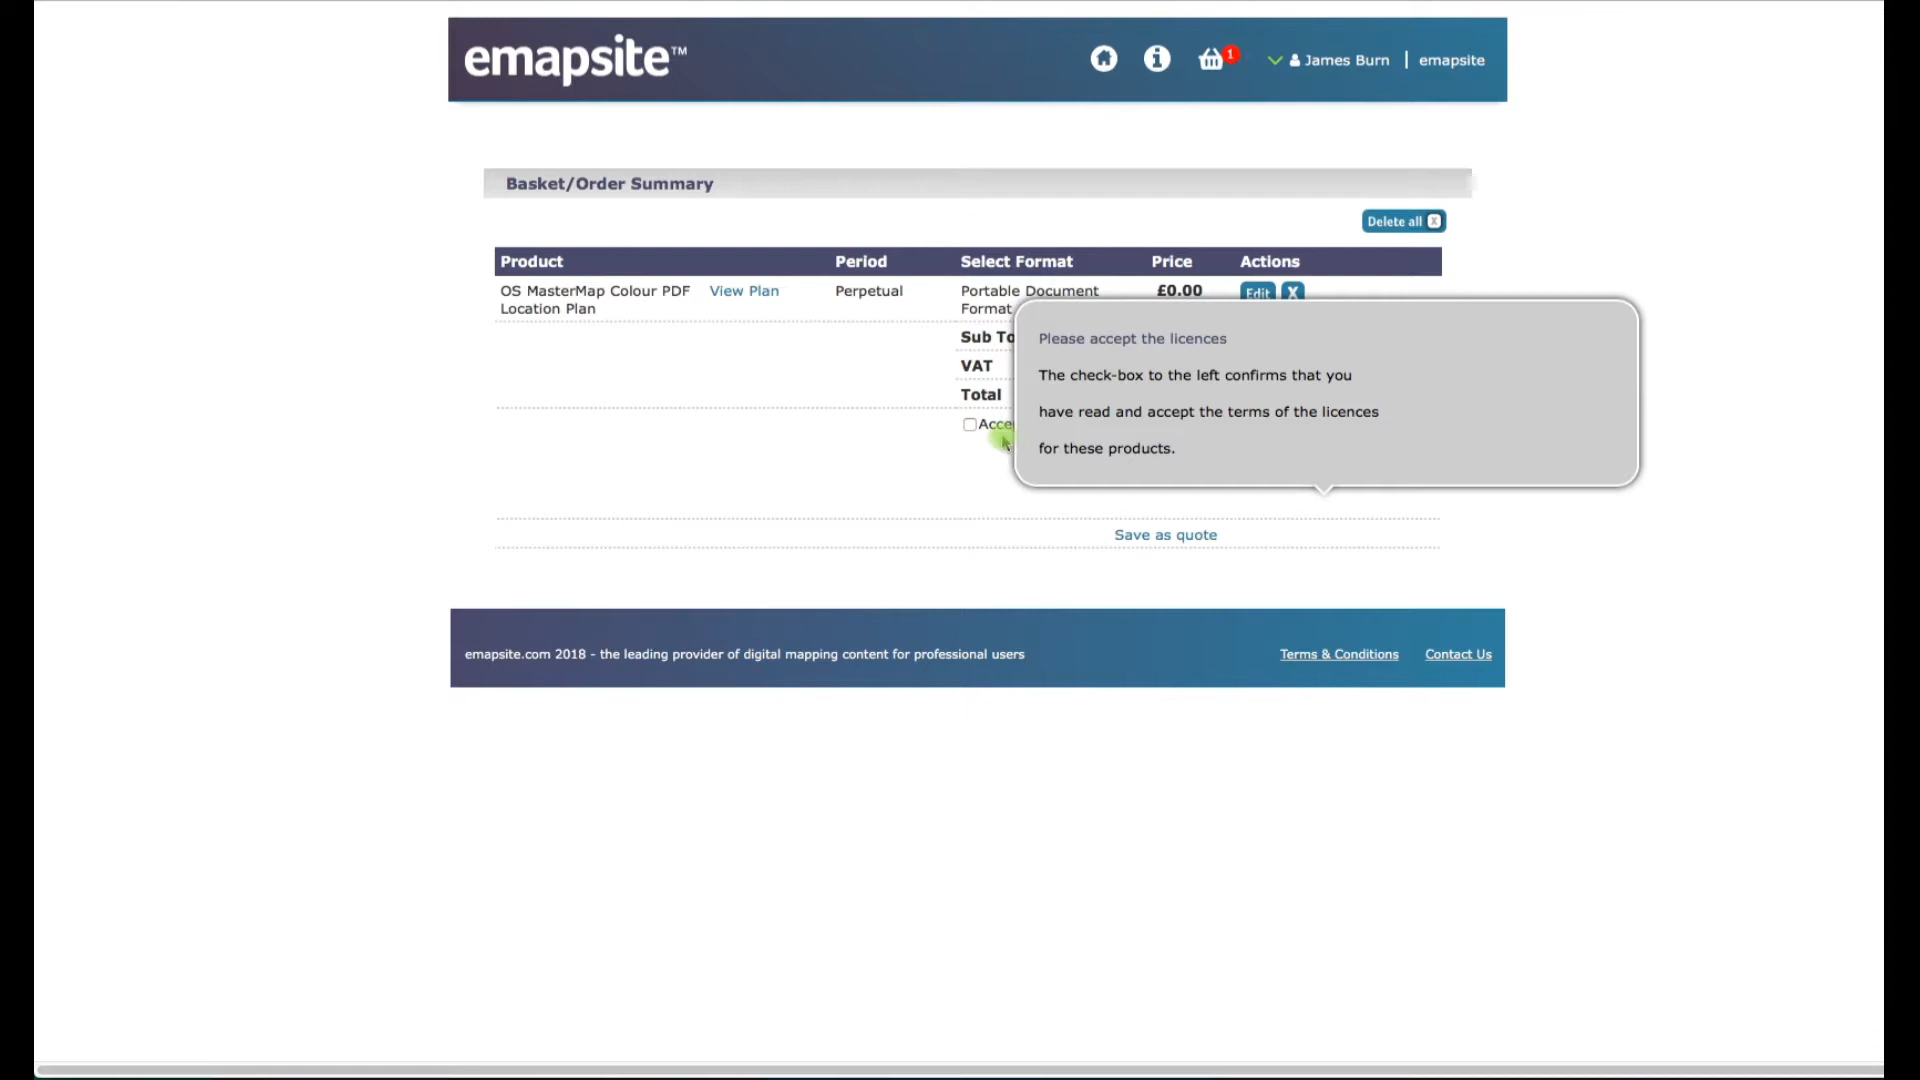 emapsite™
1
James Burn | emapsite
Basket/Order Summary
Delete all X
Product Period Select Format Price Actions
OS MasterMap Colour PDF View Plan Perpetual Portable Document £0.00 Edit X
Location Plan Format
Sub To
VAT
Total
Acce
Please accept the licences
The check-box to the left confirms that you
have read and accept the terms of the licences
for these products.
Save as quote
emapsite.com 2018 - the leading provider of digital mapping content for professional users Terms & Conditions Contact Us